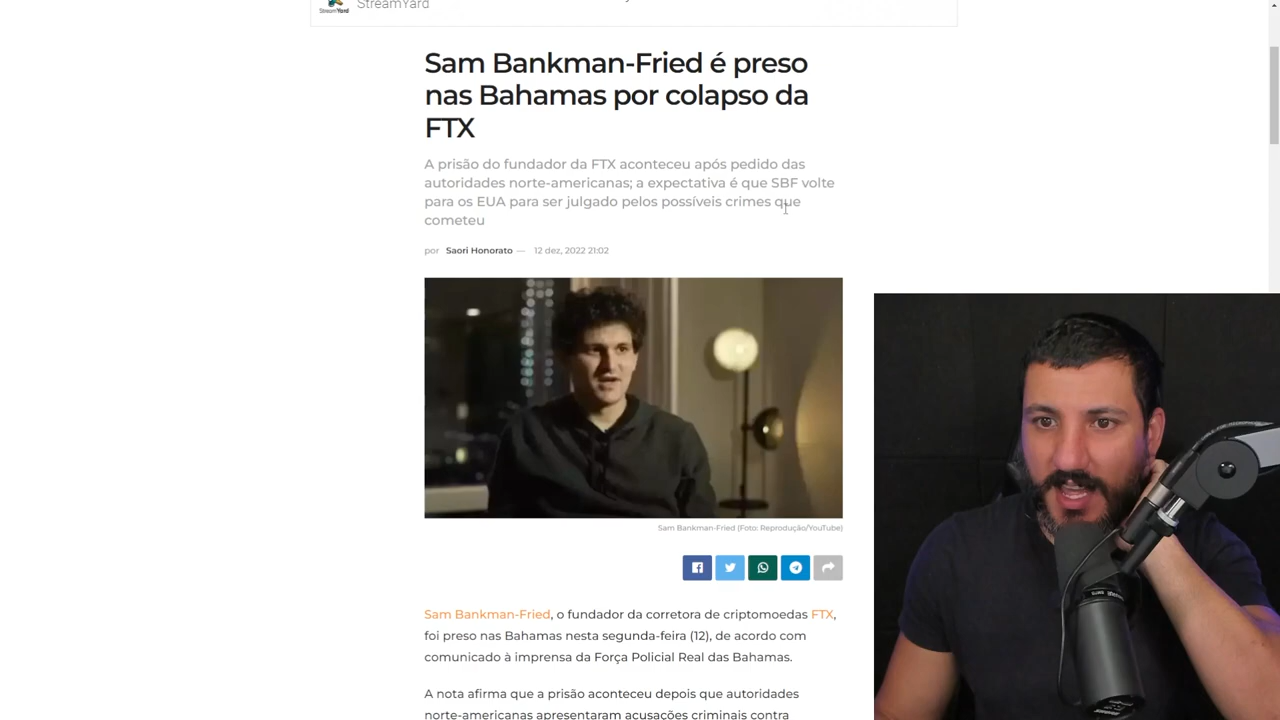 StreamYard
StreamYard
Sam Bankman-Fried é preso
nas Bahamas por colapso da
FTX
A prisão do fundador da FTX aconteceu após pedido das
autoridades norte-americanas; a expectativa é que SBF volte
para os EUA para ser julgado pelos possíveis crimes que
cometeu
por Saori Honorato — 12 dez, 2022 21:02
Sam Bankman-Fried (Foto: Reprodução/YouTube)
Sam Bankman-Fried, o fundador da corretora de criptomoedas FTX,
foi preso nas Bahamas nesta segunda-feira (12), de acordo com
comunicado à imprensa da Força Policial Real das Bahamas.
A nota afirma que a prisão aconteceu depois que autoridades
norte-americanas apresentaram acusações criminais contra